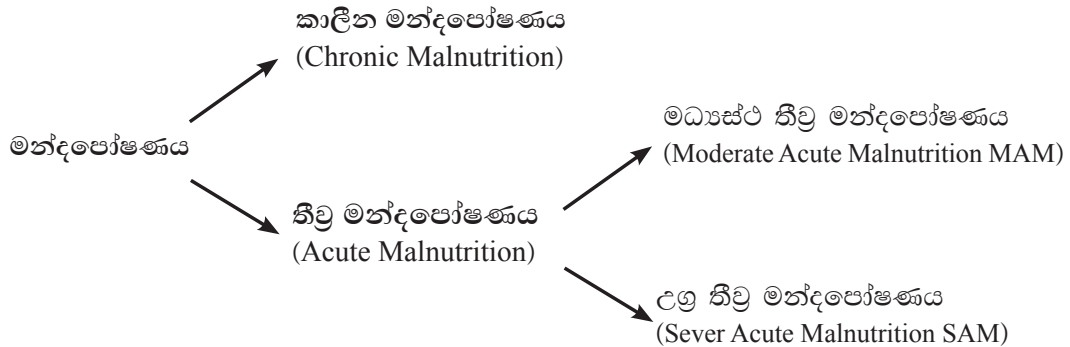 කාලීන මන්දපෝෂණය
(Chronic Malnutrition)
මන්දපෝෂණය
තීව්‍ර මන්දපෝෂණය
(Acute Malnutrition)
මධ්‍යස්ථ තීව්‍ර මන්දපෝෂණය
(Moderate Acute Malnutrition MAM)
උග්‍ර තීව්‍ර මන්දපෝෂණය
(Sever Acute Malnutrition SAM)